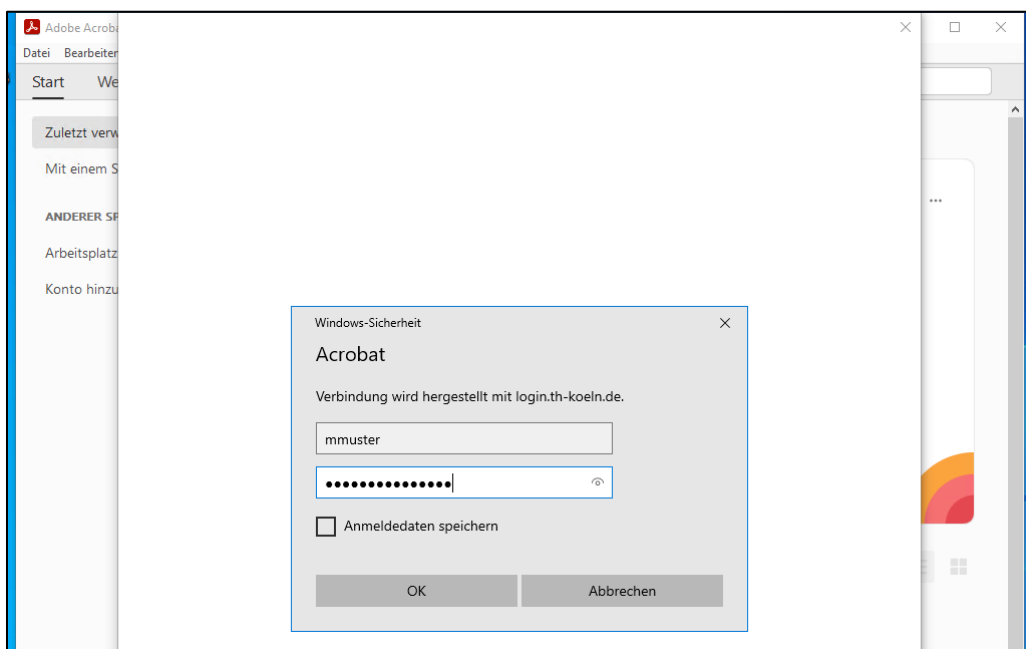 Adobe Acroba
Datei Bearbeiter
Start We
Zuletzt verw
Mit einem S
ANDERER SP
Arbeitsplatz
Konto hinzu
Windows-Sicherheit
Acrobat
Verbindung wird hergestellt mit login.th-koeln.de.
mmuster
●●●●●●●●●●●●●●●
Anmeldedaten speichern
OK Abbrechen